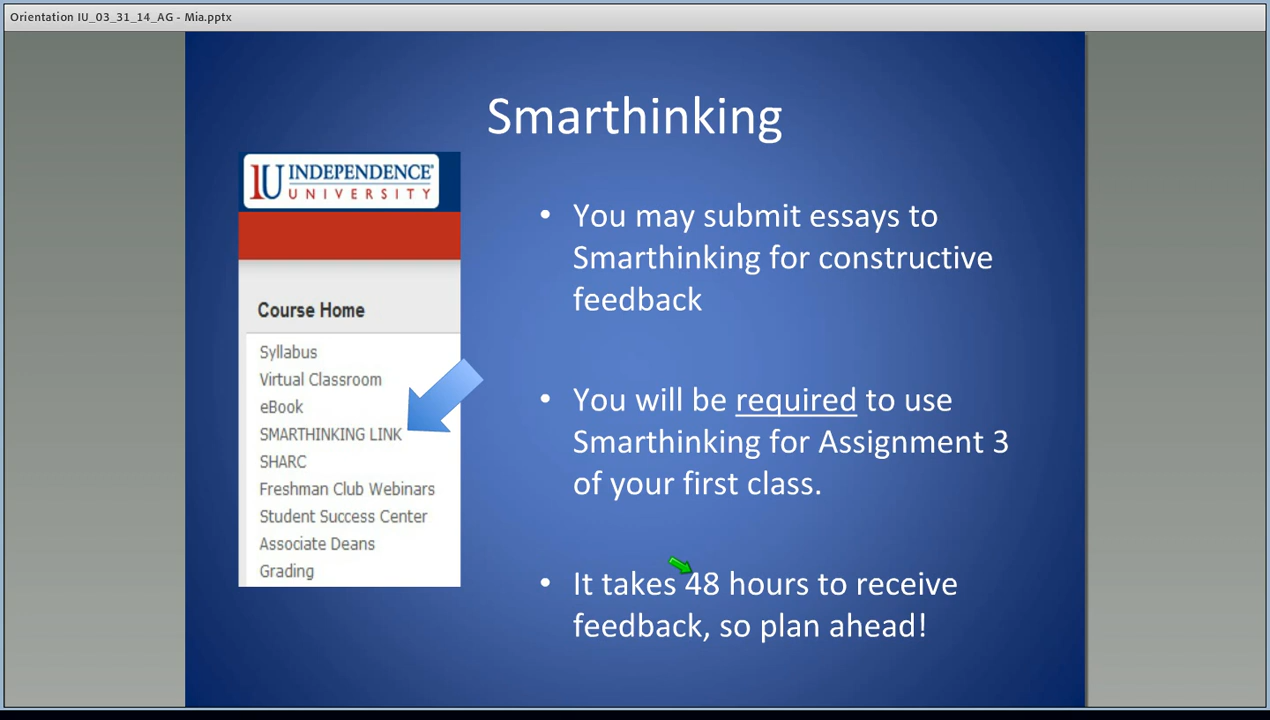 Orientation IU_03_31_14_AG - Mia.pptx
Smarthinking
IU INDEPENDENCE
UNIVERSITY
Course Home
Syllabus
Virtual Classroom
eBook
SMARTHINKING LINK
SHARC
Freshman Club Webinars
Student Success Center
Associate Deans
Grading
• You may submit essays to
Smarthinking for constructive
feedback
• You will be required to use
Smarthinking for Assignment 3
of your first class.
• It takes 48 hours to receive
feedback, so plan ahead!